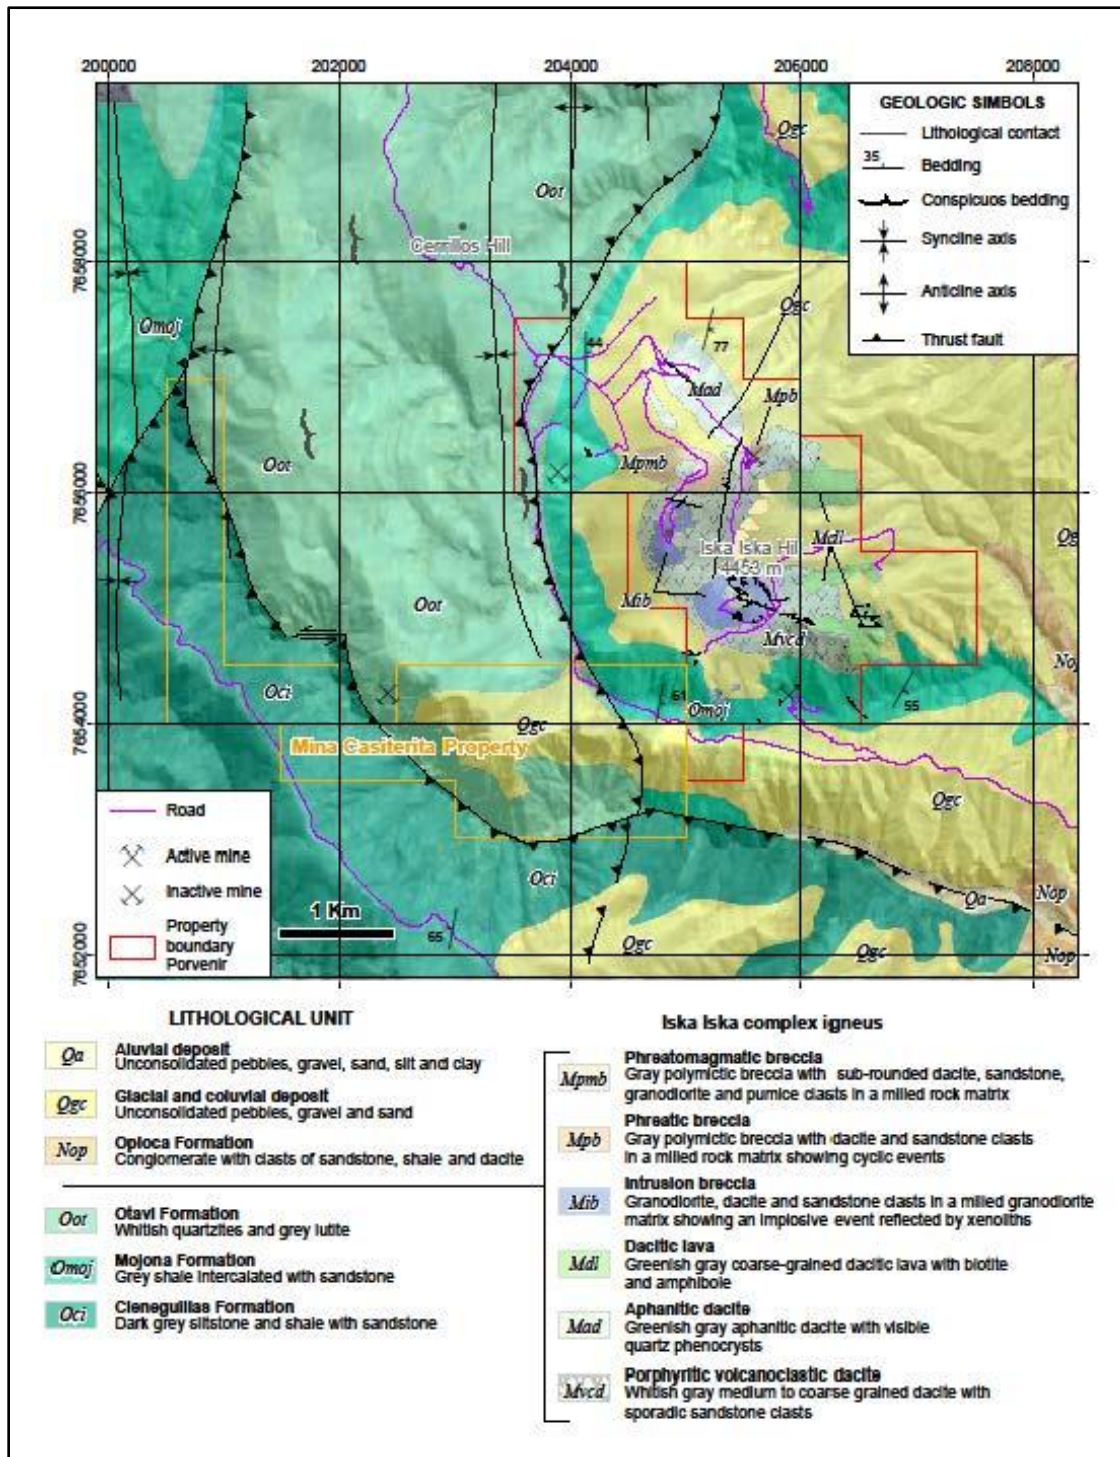 200000 202000 204000 206000 208000
GEOLOGIC SIMBOLS
Lithological contact
35
Bedding
Conspicuos bedding
Syncline axis
Anticline axis
Thrust fault
Qgc
Oot
Cerrillos Hill
7658000
Qgc
Omoj
44
77
Mad
Mpb
Oot
Mpmb
7656000
Mdl
Qgc
Iska Iska Hil
4453 m
Oot
Mib
Mvcd
Oci
61
Omoj
55
Nop
7654000
Qgc
Mina Casiterita Property
Qgc
Road
Active mine
Inactive mine
Property
boundary
Porvenir
1 Km
Oci
Qa
Nop
65
Qgc
Qgc
Nop
7652000
LITHOLOGICAL UNIT
Qa
Aluvial deposit
Unconsolidated pebbles, gravel, sand, silt and clay
Qgc
Glacial and coluvial deposit
Unconsolidated pebbles, gravel and sand
Nop
Oploca Formation
Conglomerate with clasts of sandstone, shale and dacite
Oot
Otavi Formation
Whitish quartzites and grey lutite
Omoj
Mojona Formation
Grey shale intercalated with sandstone
Oci
Cieneguillas Formation
Dark grey siltstone and shale with sandstone
Iska Iska complex igneus
Mpmb
Phreatomagmatic breccia
Gray polymictic breccia with sub-rounded dacite, sandstone,
granodiorite and pumice clasts in a milled rock matrix
Mpb
Phreatic breccia
Gray polymictic breccia with dacite and sandstone clasts
in a milled rock matrix showing cyclic events
Mib
Intrusion breccia
Granodiorite, dacite and sandstone clasts in a milled granodiorite
matrix showing an implosive event reflected by xenoliths
Mdl
Dacitic lava
Greenish gray coarse-grained dacitic lava with biotite
and amphibole
Mad
Aphanitic dacite
Greenish gray aphanitic dacite with visible
quartz phenocrysts
Mvcd
Porphyritic volcanoclastic dacite
Whitish gray medium to coarse grained dacite with
sporadic sandstone clasts